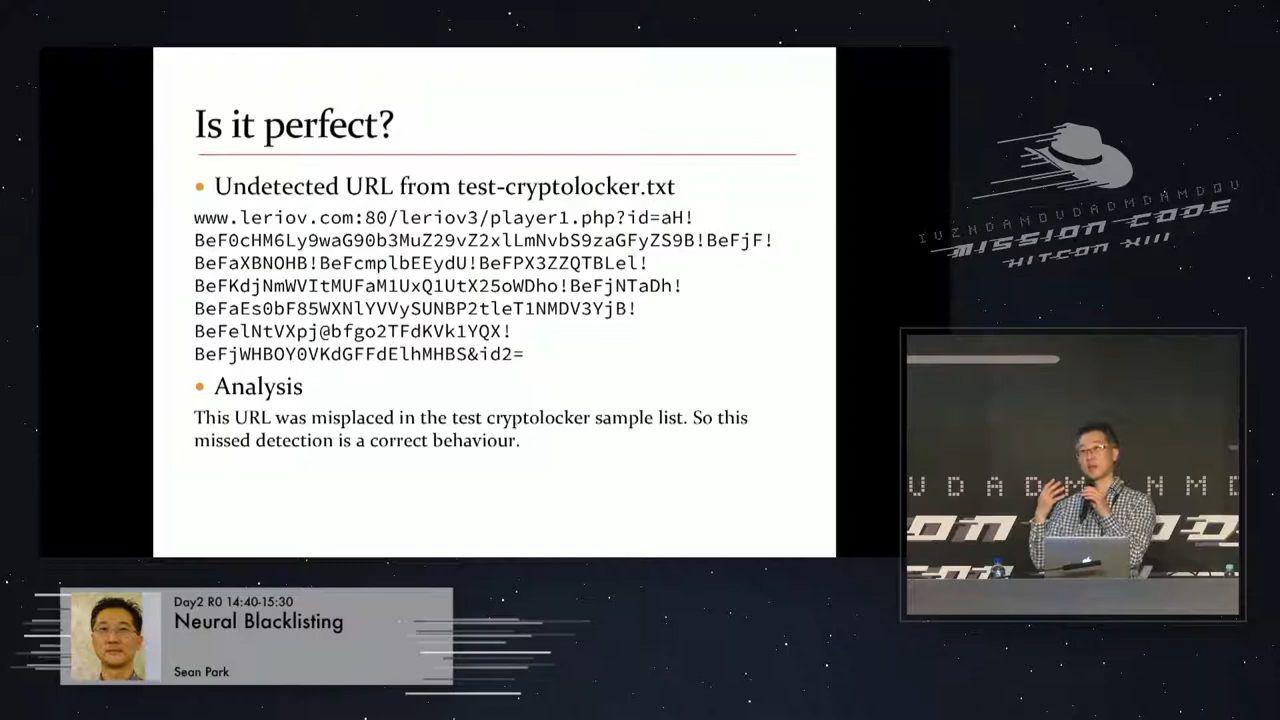 Is it perfect?
• Undetected URL from test-cryptolocker.txt
www.leriov.com:80/leriov3/player1.php?id=aH!
BeF0cHM6Ly9waG90b3MuZ29vZ2xlLmNvbS9zaGFyZS9B!BeFjF!
BeFaXBNOHB!BeFcmplbEEydU!BeFPX3ZZQTBLel!
BeFKdjNmWVItMUFaM1UxQ1UtX25oWDho!BeFjNTaDh!
BeFaEs0bF85WXNlYVVySUNBP2tleT1NMDV3YjB!
BeFelNtVXpj@bfgo2TFdKVk1YQX!
BeFjWHBOY0VKdGFFdElhMHBS&id2=
• Analysis
This URL was misplaced in the test cryptolocker sample list. So this
missed detection is a correct behaviour.
MISSION CODE
HITCON XIII
Day2 R0 14:40-15:30
Neural Blacklisting
Sean Park